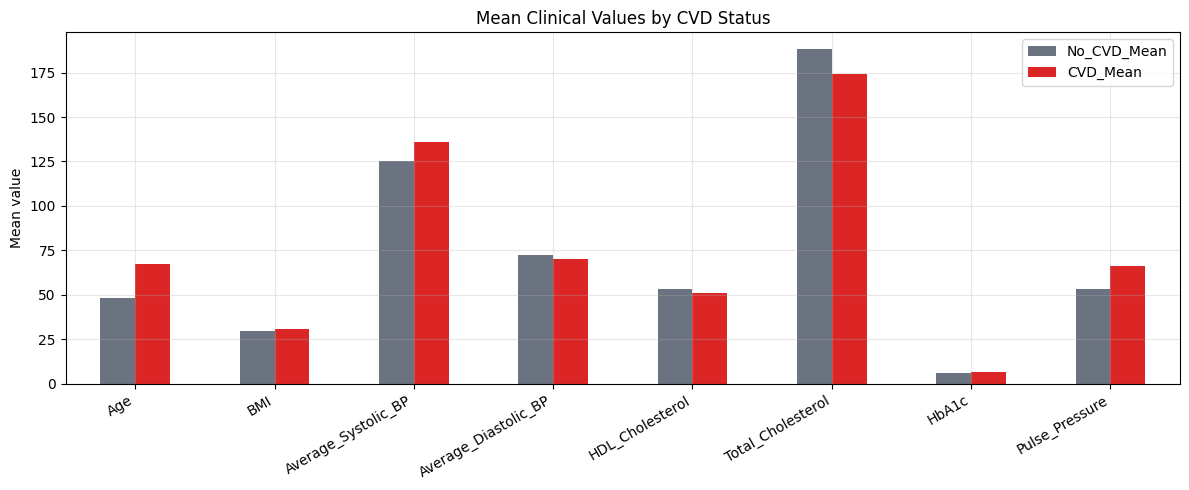 Mean Clinical Values by CVD Status
No_CVD_Mean
CVD_Mean
Mean value
175
150
125
100
75
50
25
0
Age
BMI
Average_Systolic_BP
Average_Diastolic_BP
HDL_Cholesterol
Total_Cholesterol
HbA1c
Pulse_Pressure